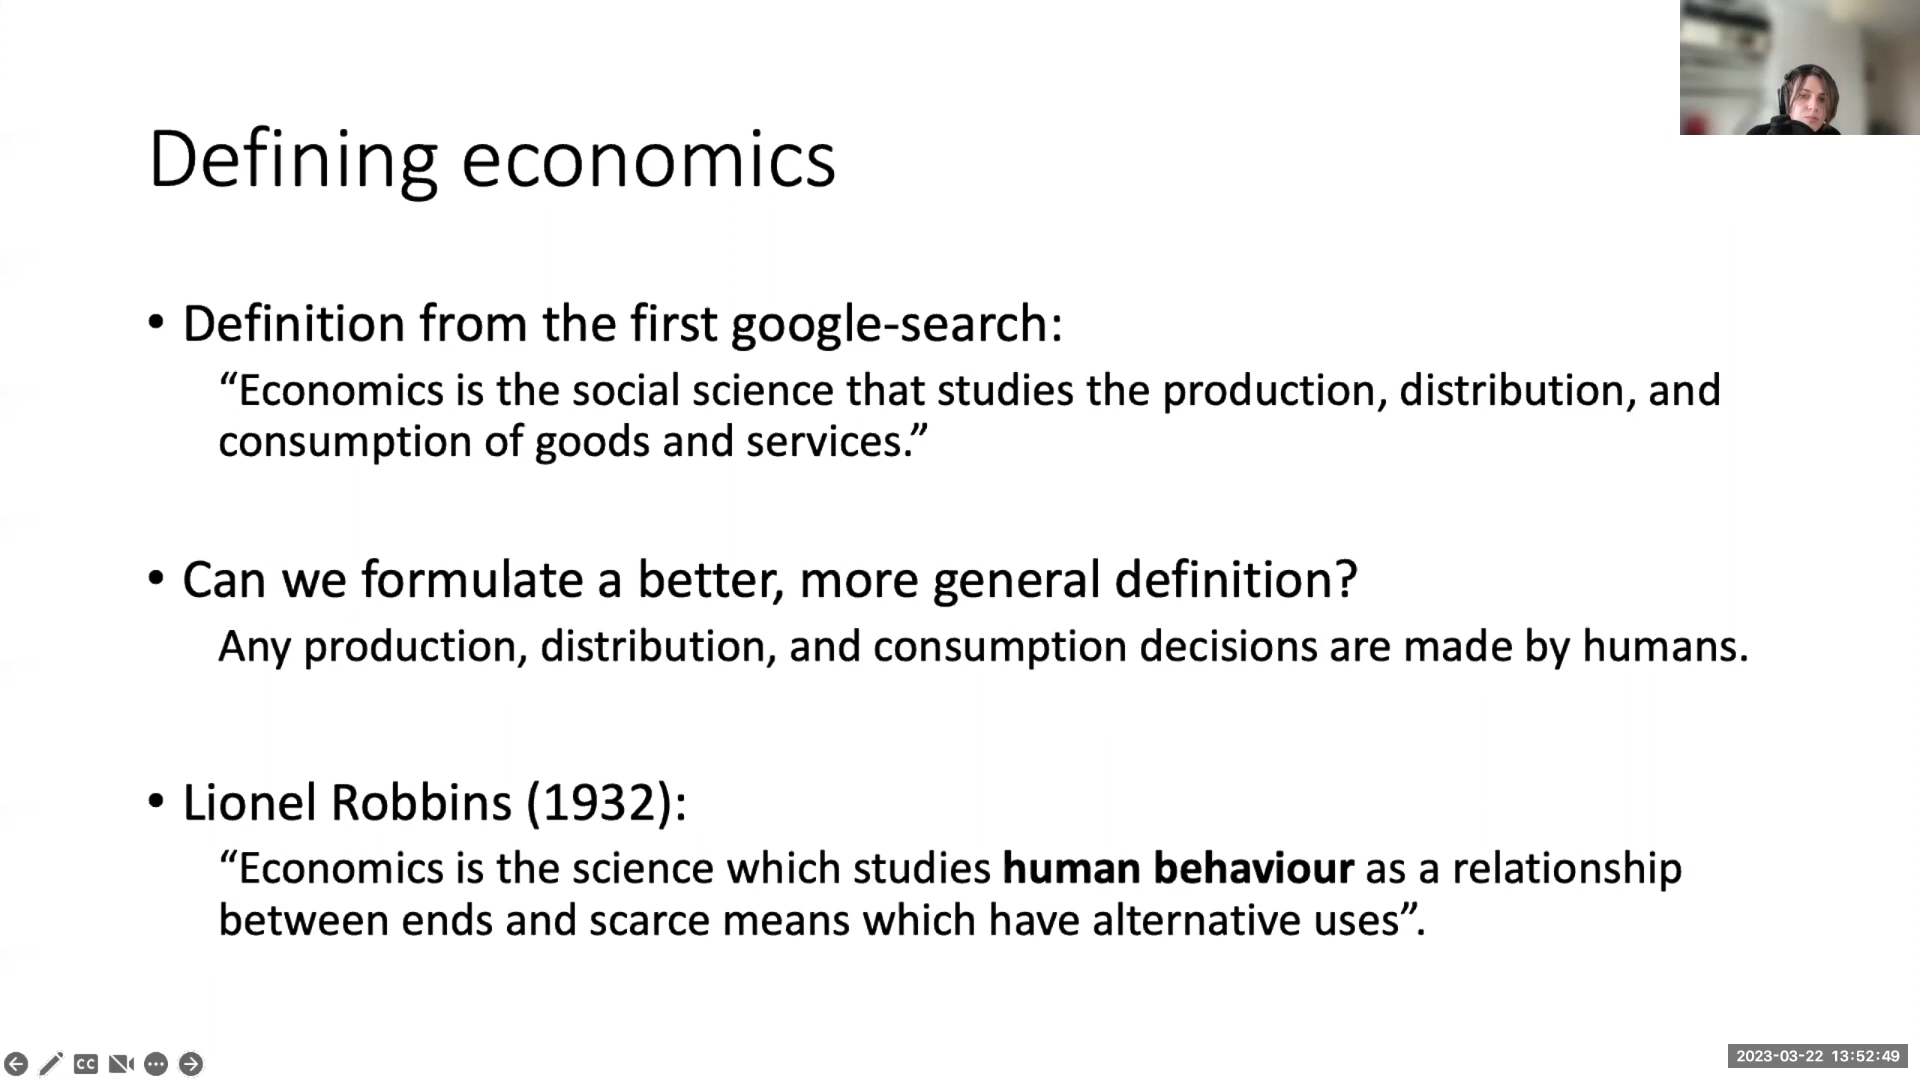 Defining economics
• Definition from the first google-search:
“Economics is the social science that studies the production, distribution, and
consumption of goods and services.”
• Can we formulate a better, more general definition?
Any production, distribution, and consumption decisions are made by humans.
• Lionel Robbins (1932):
“Economics is the science which studies human behaviour as a relationship
between ends and scarce means which have alternative uses”.
CC
2023-03-22 13:52:49